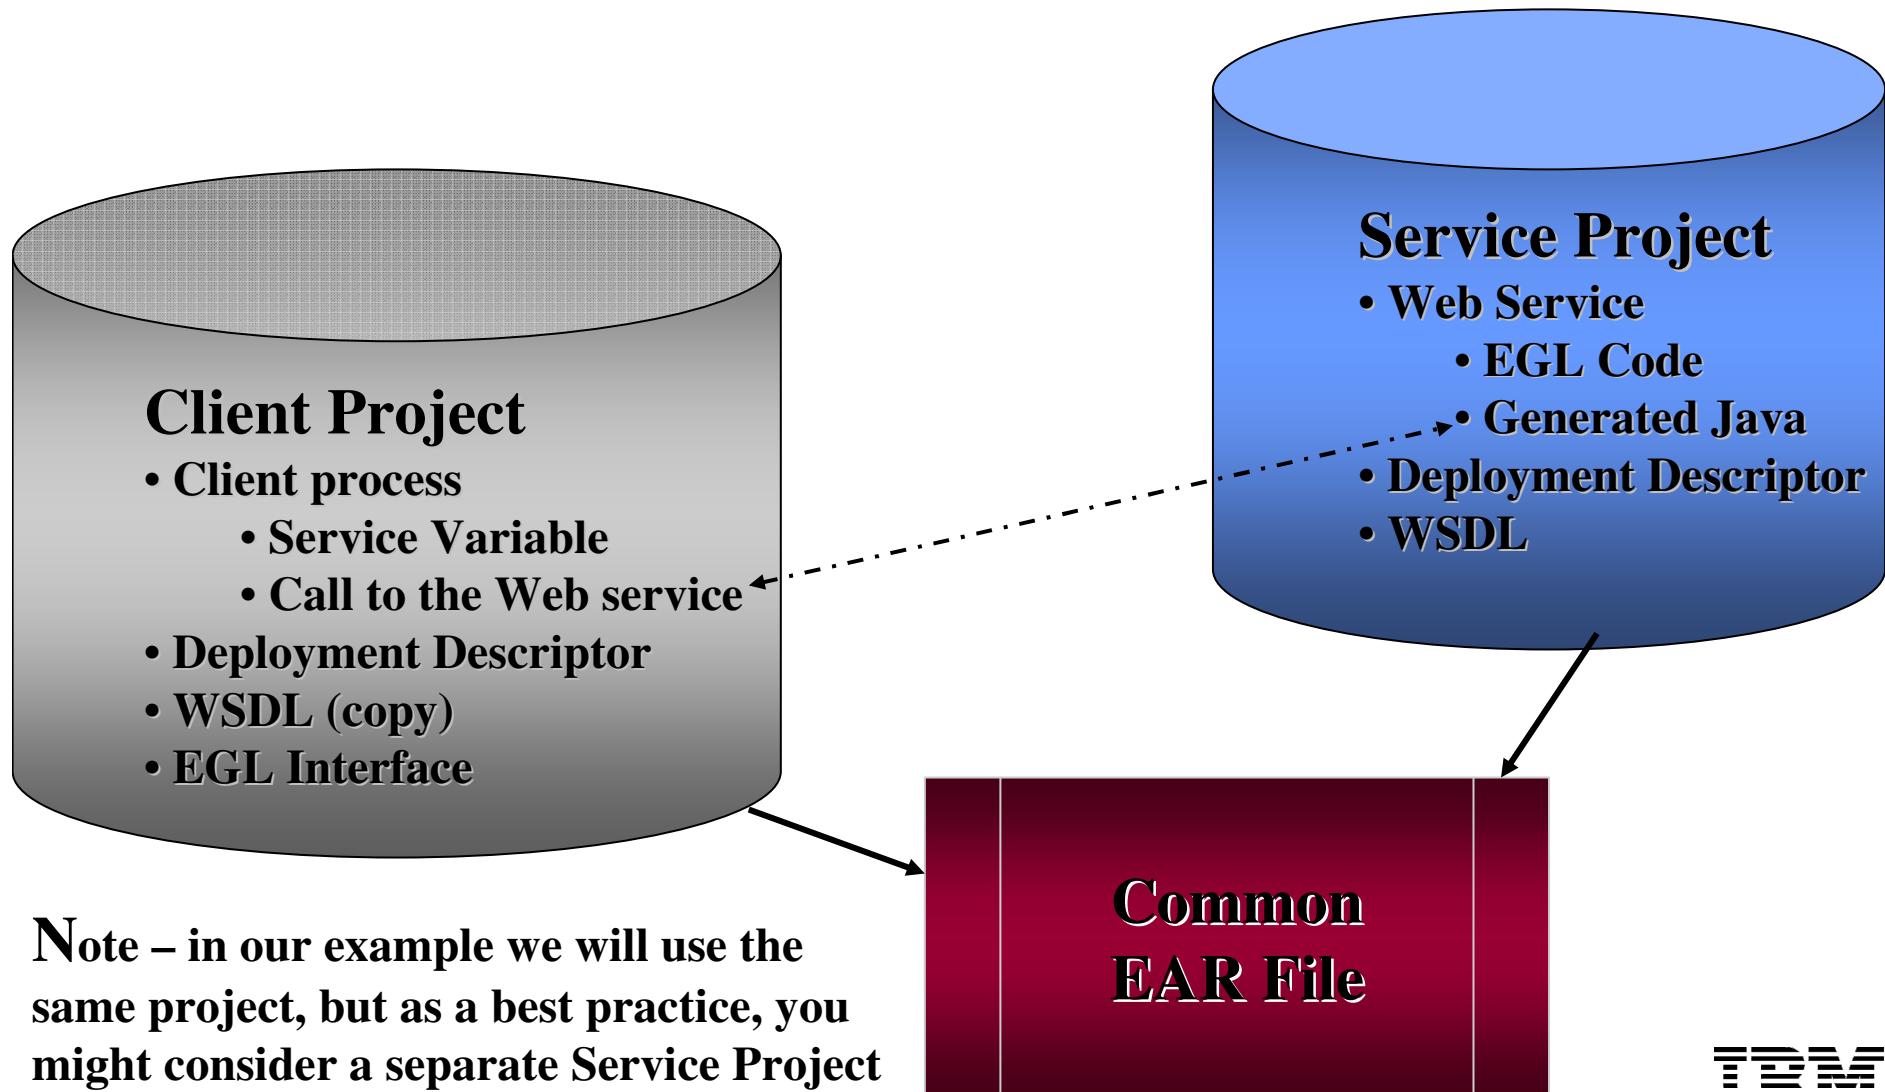 Service Project
• Web Service
• EGL Code
• Generated Java
• Deployment Descriptor
• WSDL
Client Project
• Client process
• Service Variable
• Call to the Web service
• Deployment Descriptor
• WSDL (copy)
• EGL Interface
Common
EAR File
Note – in our example we will use the
same project, but as a best practice, you
might consider a separate Service Project
IBM